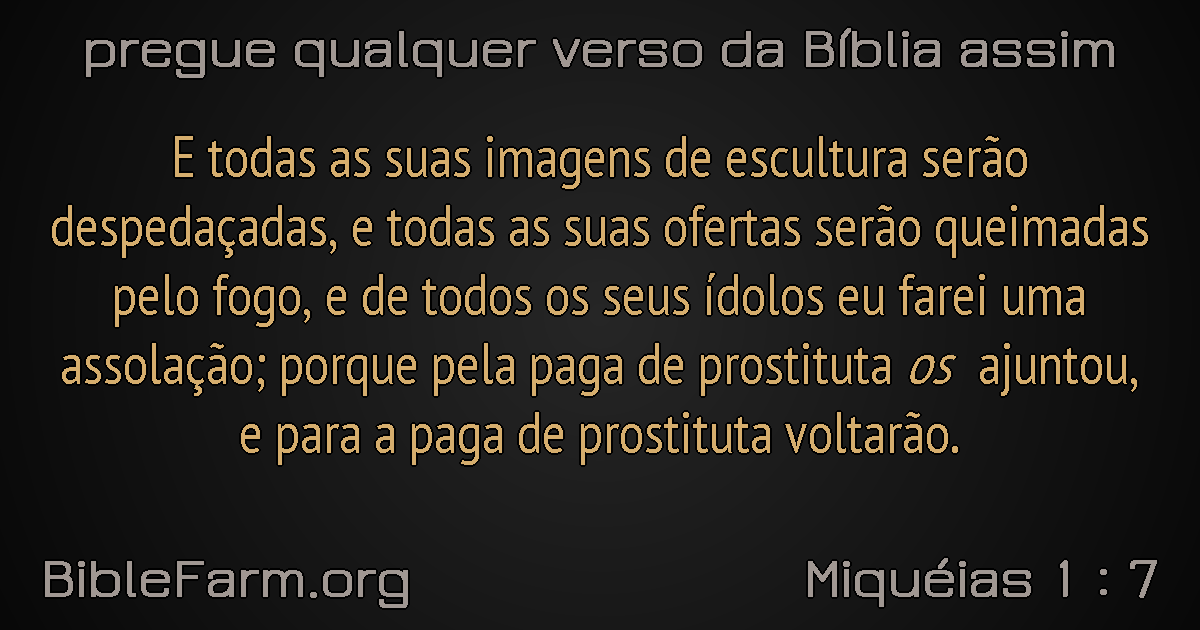 pregue qualquer verso da Bíblia assim
E todas as suas imagens de escultura serão
despedaçadas, e todas as suas ofertas serão queimadas
pelo fogo, e de todos os seus ídolos eu farei uma
assolação; porque pela paga de prostituta os ajuntou,
e para a paga de prostituta voltarão.
BibleFarm.org
Miquéias 1 : 7